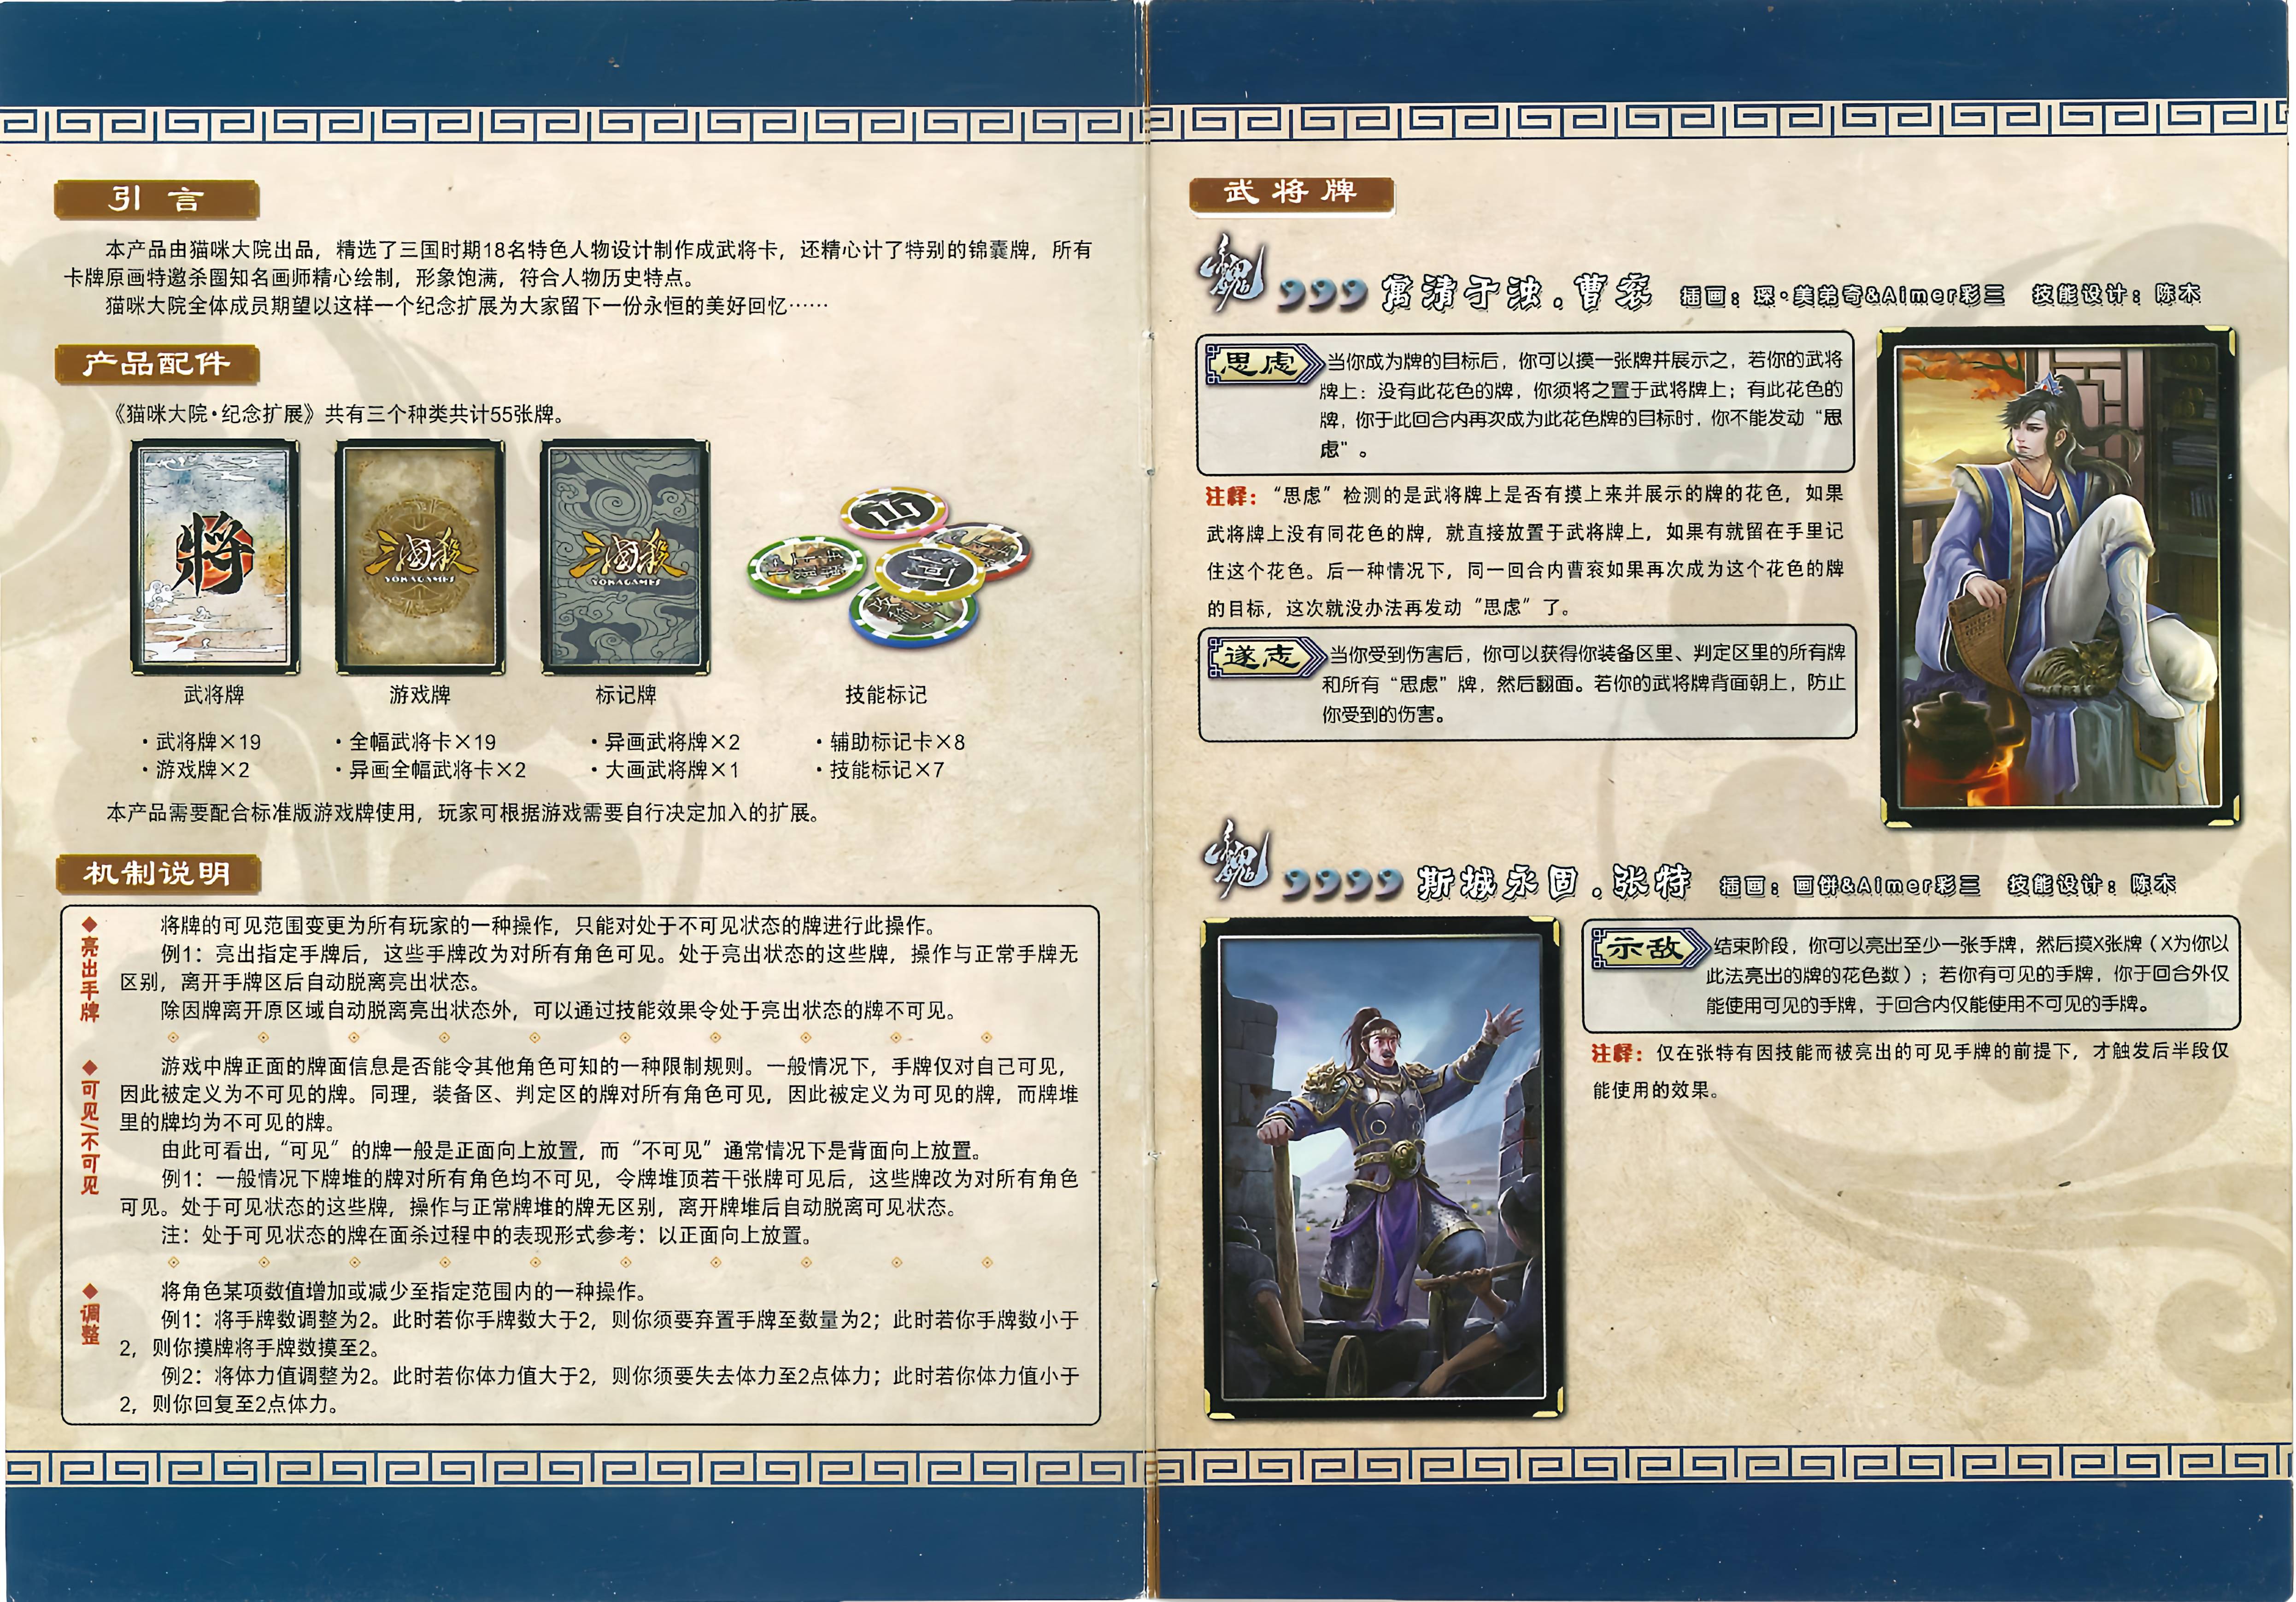 引言
本产品由猫咪大院出品，精选了三国时期18名特色人物设计制作成武将卡，还精心计了特别的锦囊牌，所有
卡牌原画特邀杀圈知名画师精心绘制，形象饱满，符合人物历史特点。
猫咪大院全体成员期望以这样一个纪念扩展为大家留下一份永恒的美好回忆……
产品配件
《猫咪大院·纪念扩展》共有三个种类共计55张牌。
将
三国杀
YOKAGAMES
三国杀
YOKAGAMES
山
河
武将牌
游戏牌
标记牌
技能标记
·武将牌×19
·全幅武将卡×19
·异画武将牌×2
·辅助标记卡×8
·游戏牌×2
·异画全幅武将卡×2
·大画武将牌×1
·技能标记×7
本产品需要配合标准版游戏牌使用，玩家可根据游戏需要自行决定加入的扩展。
机制说明
◆亮出手牌
将牌的可见范围变更为所有玩家的一种操作，只能对处于不可见状态的牌进行此操作。
例1：亮出指定手牌后，这些手牌改为对所有角色可见。处于亮出状态的这些牌，操作与正常手牌无
区别，离开手牌区后自动脱离亮出状态。
除因牌离开原区域自动脱离亮出状态外，可以通过技能效果令处于亮出状态的牌不可见。
◆可见/不可见
游戏中牌正面的牌面信息是否能令其他角色可知的一种限制规则。一般情况下，手牌仅对自己可见，
因此被定义为不可见的牌。同理，装备区、判定区的牌对所有角色可见，因此被定义为可见的牌，而牌堆
里的牌均为不可见的牌。
由此可看出，“可见”的牌一般是正面向上放置，而“不可见”通常情况下是背面向上放置。
例1：一般情况下牌堆的牌对所有角色均不可见，令牌堆顶若干张牌可见后，这些牌改为对所有角色
可见。处于可见状态的这些牌，操作与正常牌堆的牌无区别，离开牌堆后自动脱离可见状态。
注：处于可见状态的牌在面杀过程中的表现形式参考：以正面向上放置。
◆调整
将角色某项数值增加或减少至指定范围内的一种操作。
例1：将手牌数调整为2。此时若你手牌数大于2，则你须要弃置手牌至数量为2；此时若你手牌数小于
2，则你摸牌将手牌数摸至2。
例2：将体力值调整为2。此时若你体力值大于2，则你须要失去体力至2点体力；此时若你体力值小于
2，则你回复至2点体力。
武将牌
魏 寓清于浊.曹衮 插画：琛·美弟奇&Aimer彩三 技能设计：陈木
思虑 当你成为牌的目标后，你可以摸一张牌并展示之，若你的武将
牌上：没有此花色的牌，你须将之置于武将牌上；有此花色的
牌，你于此回合内再次成为此花色牌的目标时，你不能发动“思
虑”。
注释：“思虑”检测的是武将牌上是否有摸上来并展示的牌的花色，如果
武将牌上没有同花色的牌，就直接放置于武将牌上，如果有就留在手里记
住这个花色。后一种情况下，同一回合内曹衮如果再次成为这个花色的牌
的目标，这次就没办法再发动“思虑”了。
遂志 当你受到伤害后，你可以获得你装备区里、判定区里的所有牌
和所有“思虑”牌，然后翻面。若你的武将牌背面朝上，防止
你受到的伤害。
魏 斯城永固.张特 插画：画饼&Aimer彩三 技能设计：陈木
示敌 结束阶段，你可以亮出至少一张手牌，然后摸X张牌（X为你以
此法亮出的牌的花色数）；若你有可见的手牌，你于回合外仅
能使用可见的手牌，于回合内仅能使用不可见的手牌。
注释：仅在张特有因技能而被亮出的可见手牌的前提下，才触发后半段仅
能使用的效果。